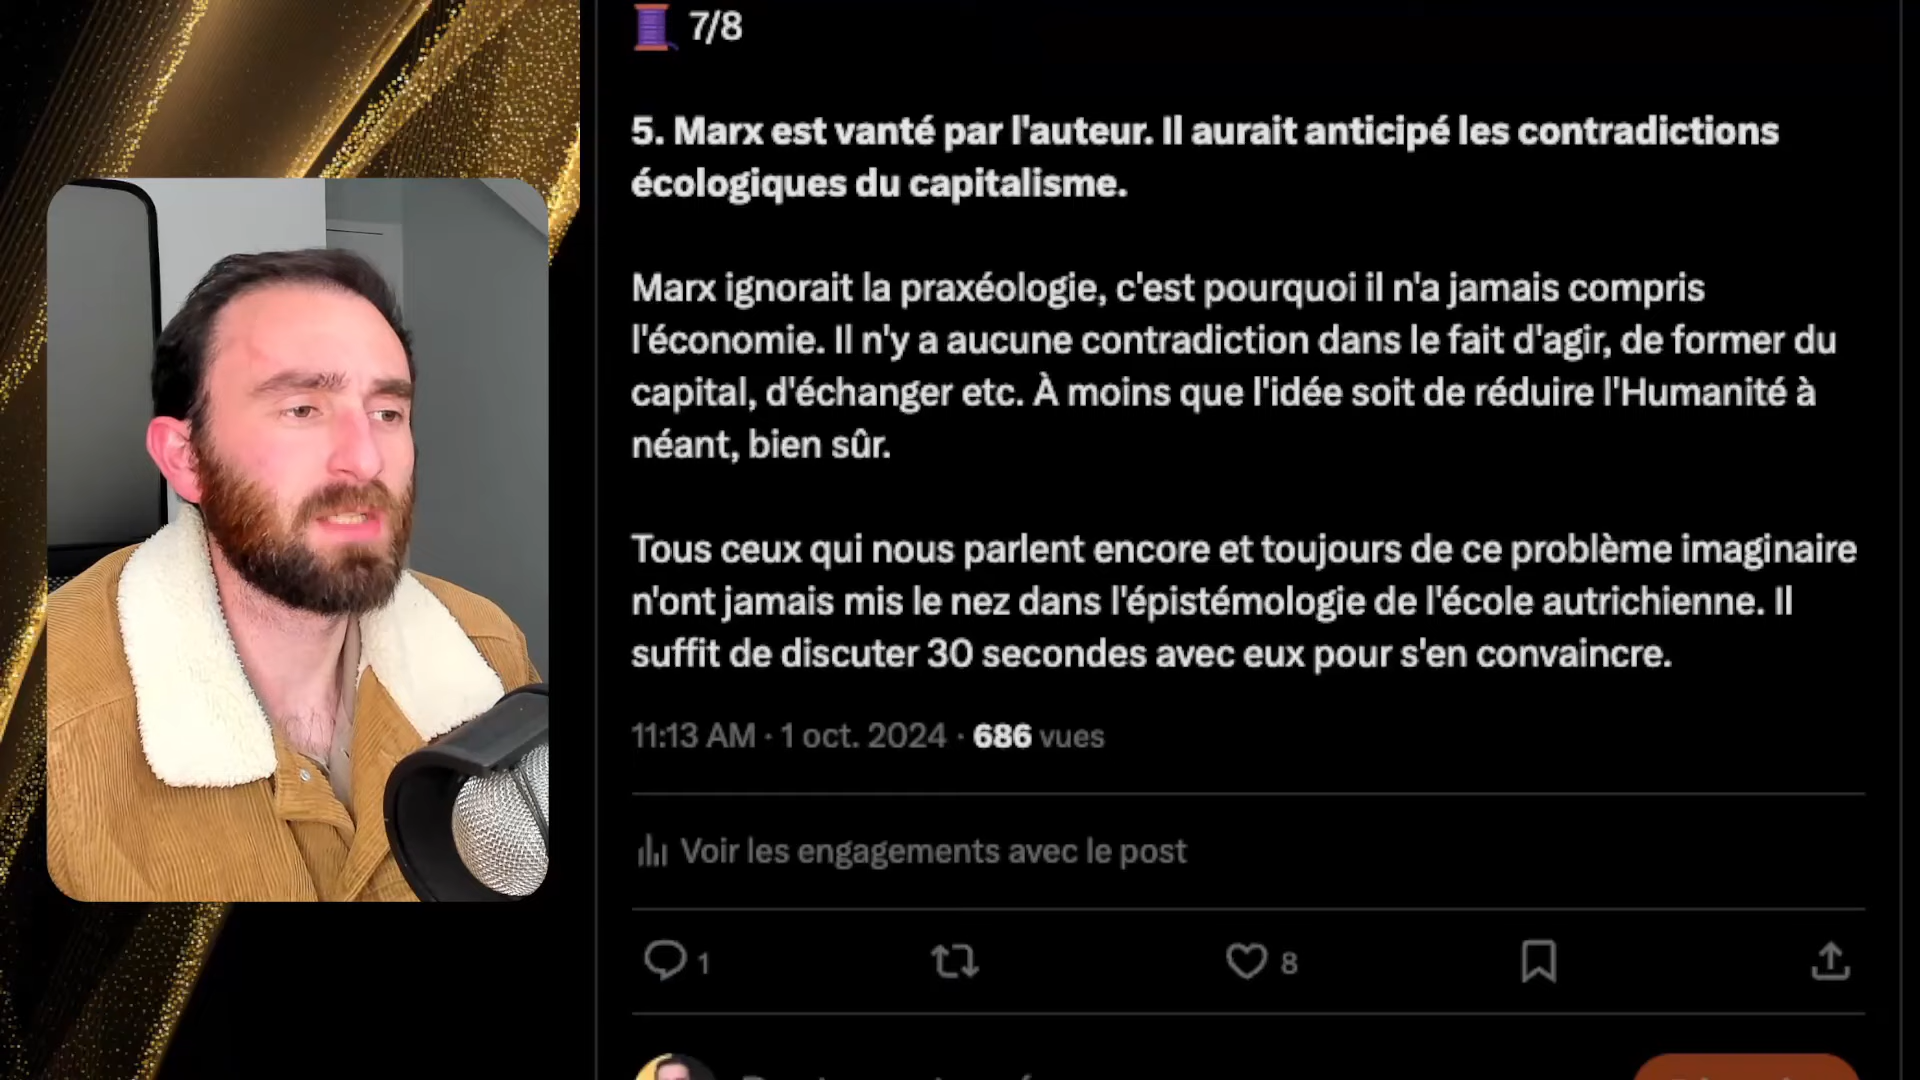 7/8
5. Marx est vanté par l'auteur. Il aurait anticipé les contradictions
écologiques du capitalisme.
Marx ignorait la praxéologie, c'est pourquoi il n'a jamais compris
l'économie. Il n'y a aucune contradiction dans le fait d'agir, de former du
capital, d'échanger etc. À moins que l'idée soit de réduire l'Humanité à
néant, bien sûr.
Tous ceux qui nous parlent encore et toujours de ce problème imaginaire
n'ont jamais mis le nez dans l'épistémologie de l'école autrichienne. Il
suffit de discuter 30 secondes avec eux pour s'en convaincre.
11:13 AM · 1 oct. 2024 · 686 vues
Voir les engagements avec le post
1 8